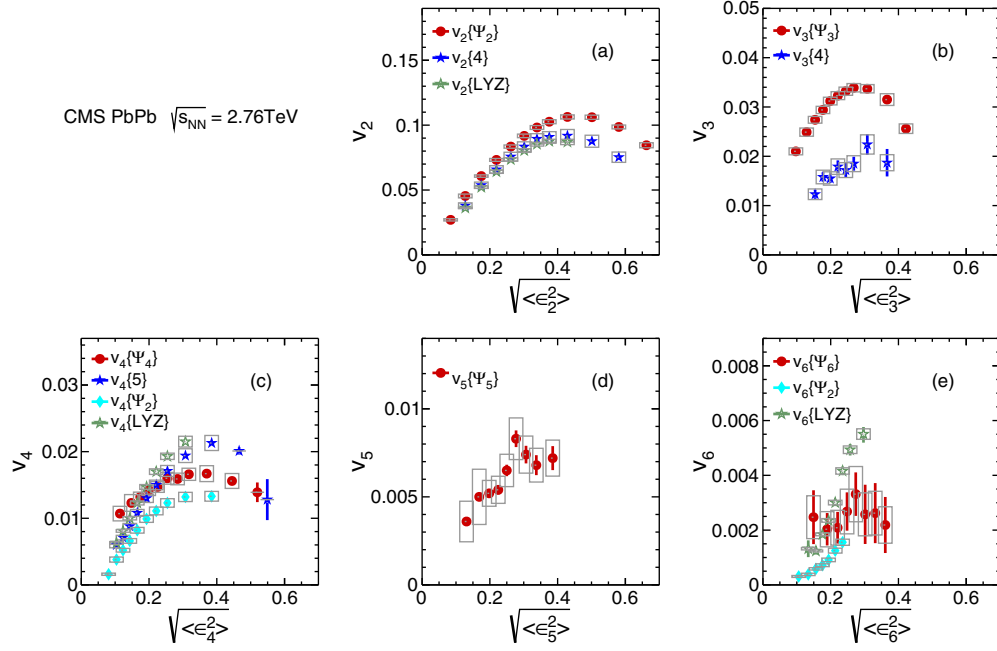 CMS PbPb √s_NN = 2.76TeV
v₂{Ψ₂}
v₂{4}
v₂{LYZ}
(a)
v₂
0.15
0.1
0.05
0
0 0.2 0.4 0.6
√<ϵ₂²>
v₃{Ψ₃}
v₃{4}
(b)
v₃
0.05
0.04
0.03
0.02
0.01
0
0 0.2 0.4 0.6
√<ϵ₃²>
v₄{Ψ₄}
v₄{5}
v₄{Ψ₂}
v₄{LYZ}
(c)
v₄
0.03
0.02
0.01
0
0 0.2 0.4 0.6
√<ϵ₄²>
v₅{Ψ₅}
(d)
v₅
0.01
0.005
0
0 0.2 0.4 0.6
√<ϵ₅²>
v₆{Ψ₆}
v₆{Ψ₂}
v₆{LYZ}
(e)
v₆
0.008
0.006
0.004
0.002
0
0 0.2 0.4 0.6
√<ϵ₆²>